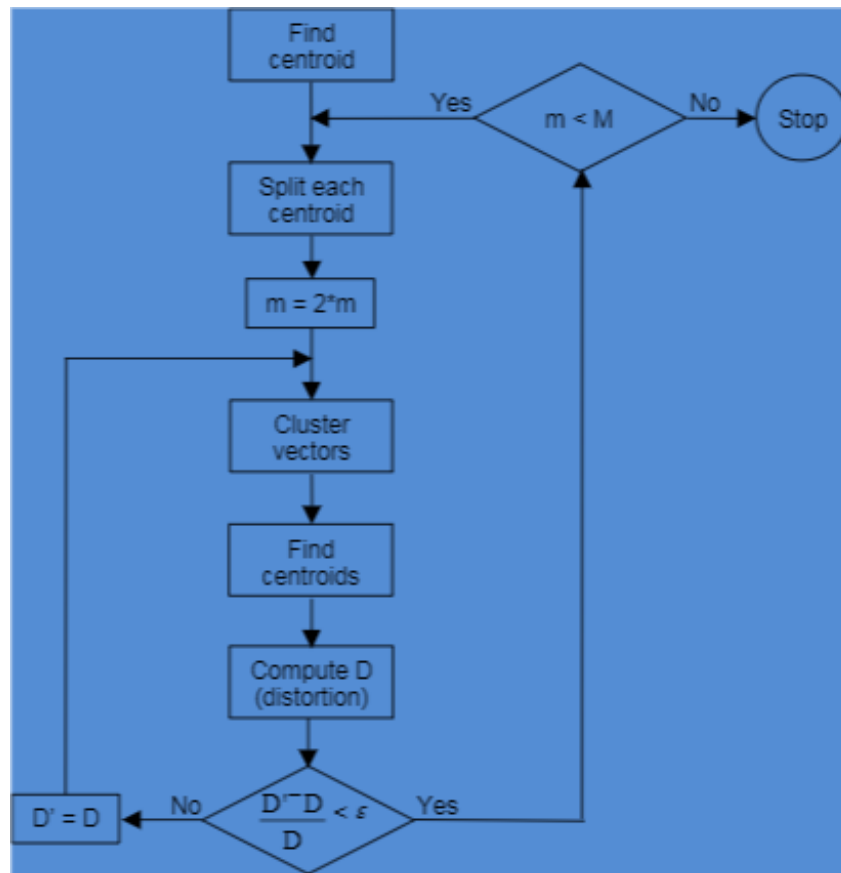 Find
centroid
Yes
m < M
No
Stop
Split each
centroid
m = 2*m
Cluster
vectors
Find
centroids
Compute D
(distortion)
D' = D
No
D'-D
D
< ε
Yes